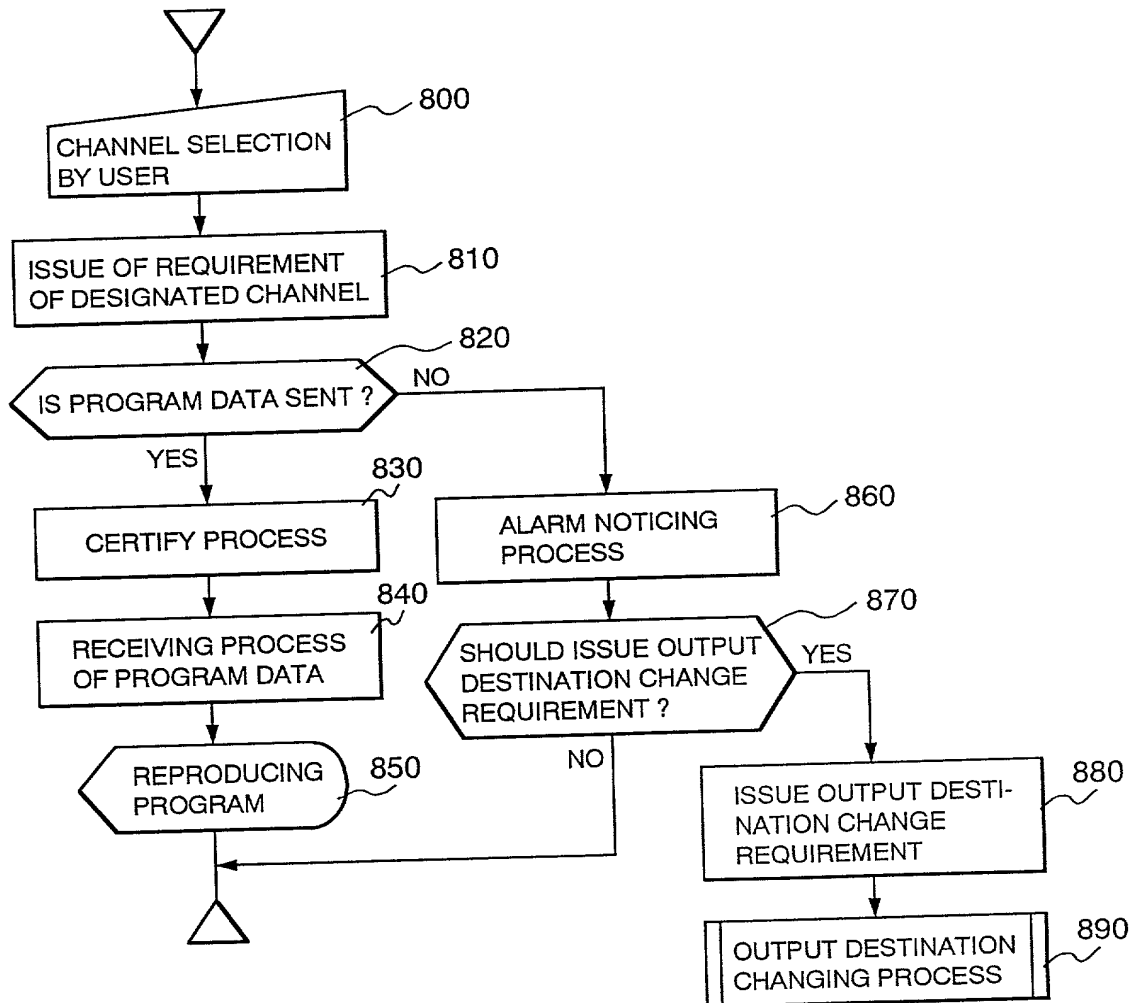 800
CHANNEL SELECTION
BY USER
810
ISSUE OF REQUIREMENT
OF DESIGNATED CHANNEL
820
IS PROGRAM DATA SENT ?
NO
YES
830
CERTIFY PROCESS
860
ALARM NOTICING
PROCESS
840
RECEIVING PROCESS
OF PROGRAM DATA
870
SHOULD ISSUE OUTPUT
DESTINATION CHANGE
REQUIREMENT ?
YES
NO
REPRODUCING
PROGRAM
850
880
ISSUE OUTPUT DESTI-
NATION CHANGE
REQUIREMENT
890
OUTPUT DESTINATION
CHANGING PROCESS